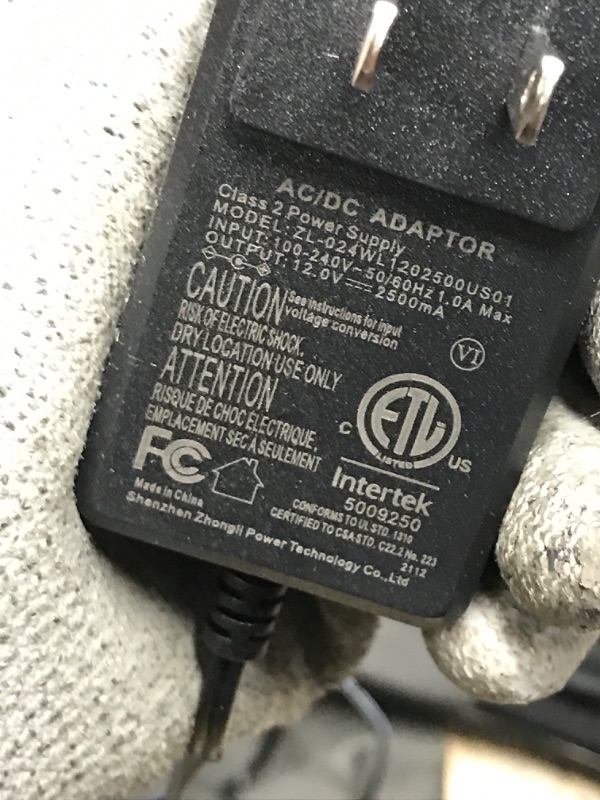 AC/DC ADAPTOR
Class 2 Power Supply
MODEL: ZL-024WL1202500US01
INPUT: 100-240V~50/60Hz 1.0A Max
OUTPUT: 12.0V⎓2500mA
CAUTION See instructions for input
voltage conversion
RISK OF ELECTRIC SHOCK.
DRY LOCATION USE ONLY
ATTENTION
RISQUE DE CHOC ELECTRIQUE,
EMPLACEMENT SEC À SEULEMENT
VI
FC
Made in China
Shenzhen Zhongli Power Technology Co.,Ltd
C ETL US
LISTED
Intertek
5009250
CONFORMS TO UL STD. 1310
CERTIFIED TO CSA STD. C22.2 No. 223
2112